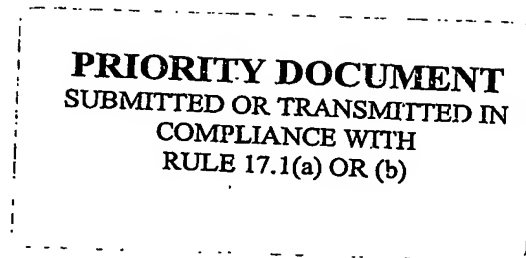 PRIORITY DOCUMENT
SUBMITTED OR TRANSMITTED IN
COMPLIANCE WITH
RULE 17.1(a) OR (b)